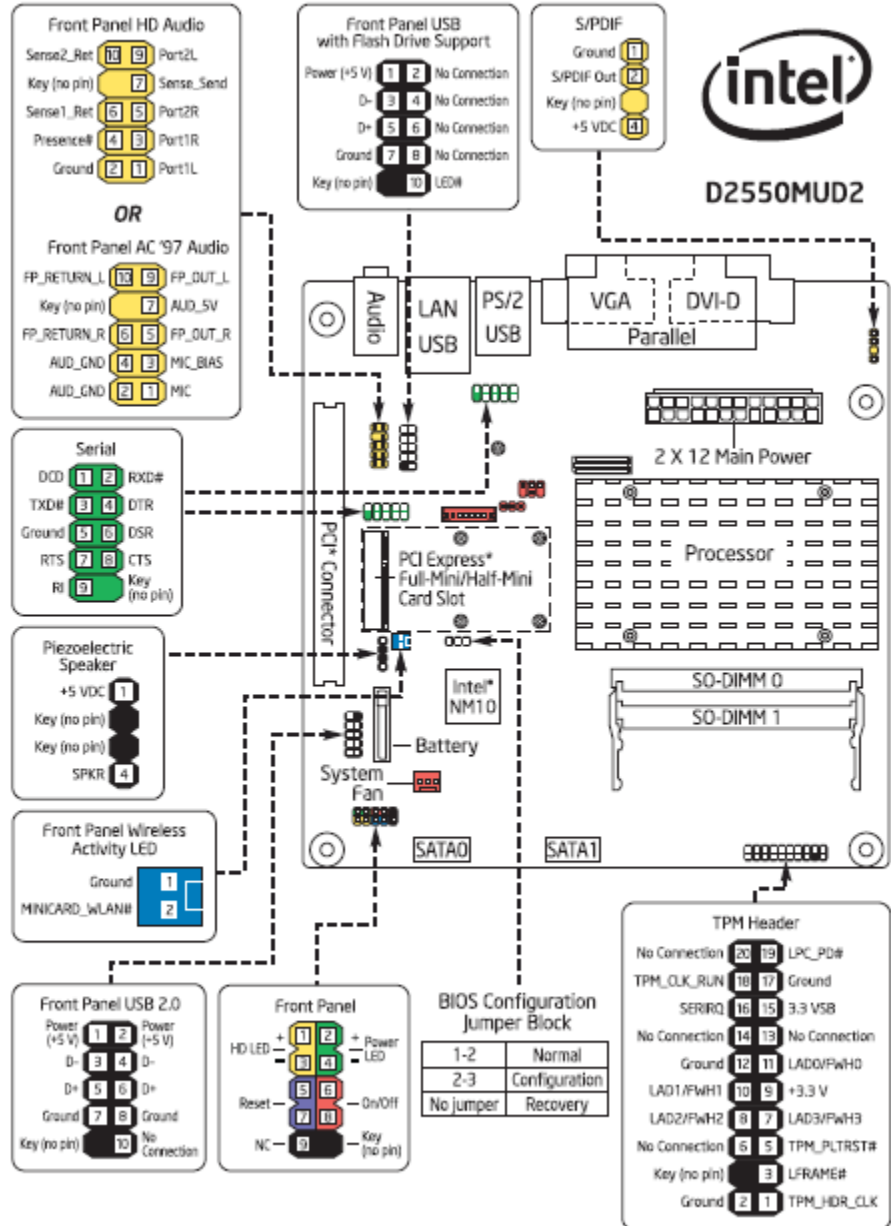 Front Panel HD Audio
Sense2_Ret 10 9 Port2L
Key (no pin) 7 Sense_Send
Sense1_Ret 6 5 Port2R
Presence# 4 3 Port1R
Ground 2 1 Port1L
OR
Front Panel AC '97 Audio
FP_RETURN_L 10 9 FP_OUT_L
Key (no pin) 7 AUD_5V
FP_RETURN_R 6 5 FP_OUT_R
AUD_GND 4 3 MIC_BIAS
AUD_GND 2 1 MIC
Front Panel USB
with Flash Drive Support
Power (+5 V) 1 2 No Connection
D- 3 4 No Connection
D+ 5 6 No Connection
Ground 7 8 No Connection
Key (no pin) 10 LED#
S/PDIF
Ground 1
S/PDIF Out 2
Key (no pin)
+5 VDC 4
intel
D2550MUD2
Serial
DCD 1 2 RXD#
TXD# 3 4 DTR
Ground 5 6 DSR
RTS 7 8 CTS
RI 9 Key
(no pin)
Piezoelectric
Speaker
+5 VDC 1
Key (no pin)
Key (no pin)
SPKR 4
Front Panel Wireless
Activity LED
Ground 1
MINICARD_WLAN# 2
Audio
LAN
USB
PS/2
USB
VGA
DVI-D
Parallel
2 X 12 Main Power
PCI* Connector
PCI Express*
Full-Mini/Half-Mini
Card Slot
Processor
Intel*
NM10
SO-DIMM 0
SO-DIMM 1
Battery
System
Fan
SATA0
SATA1
Front Panel USB 2.0
Power
(+5 V) 1 2 Power
(+5 V)
D- 3 4 D-
D+ 5 6 D+
Ground 7 8 Ground
Key (no pin) 10 No
Connection
Front Panel
HD LED + 1 2 + Power
LED
- 3 4 -
Reset 5 6 On/Off
7 8
NC 9 Key
(no pin)
BIOS Configuration
Jumper Block
1-2 Normal
2-3 Configuration
No jumper Recovery
TPM Header
No Connection 20 19 LPC_PD#
TPM_CLK_RUN 18 17 Ground
SERIRQ 16 15 3.3 VSB
No Connection 14 13 No Connection
Ground 12 11 LAD0/FWH0
LAD1/FWH1 10 9 +3.3 V
LAD2/FWH2 8 7 LAD3/FWH3
No Connection 6 5 TPM_PLTRST#
Key (no pin) 3 LFRAME#
Ground 2 1 TPM_HDR_CLK